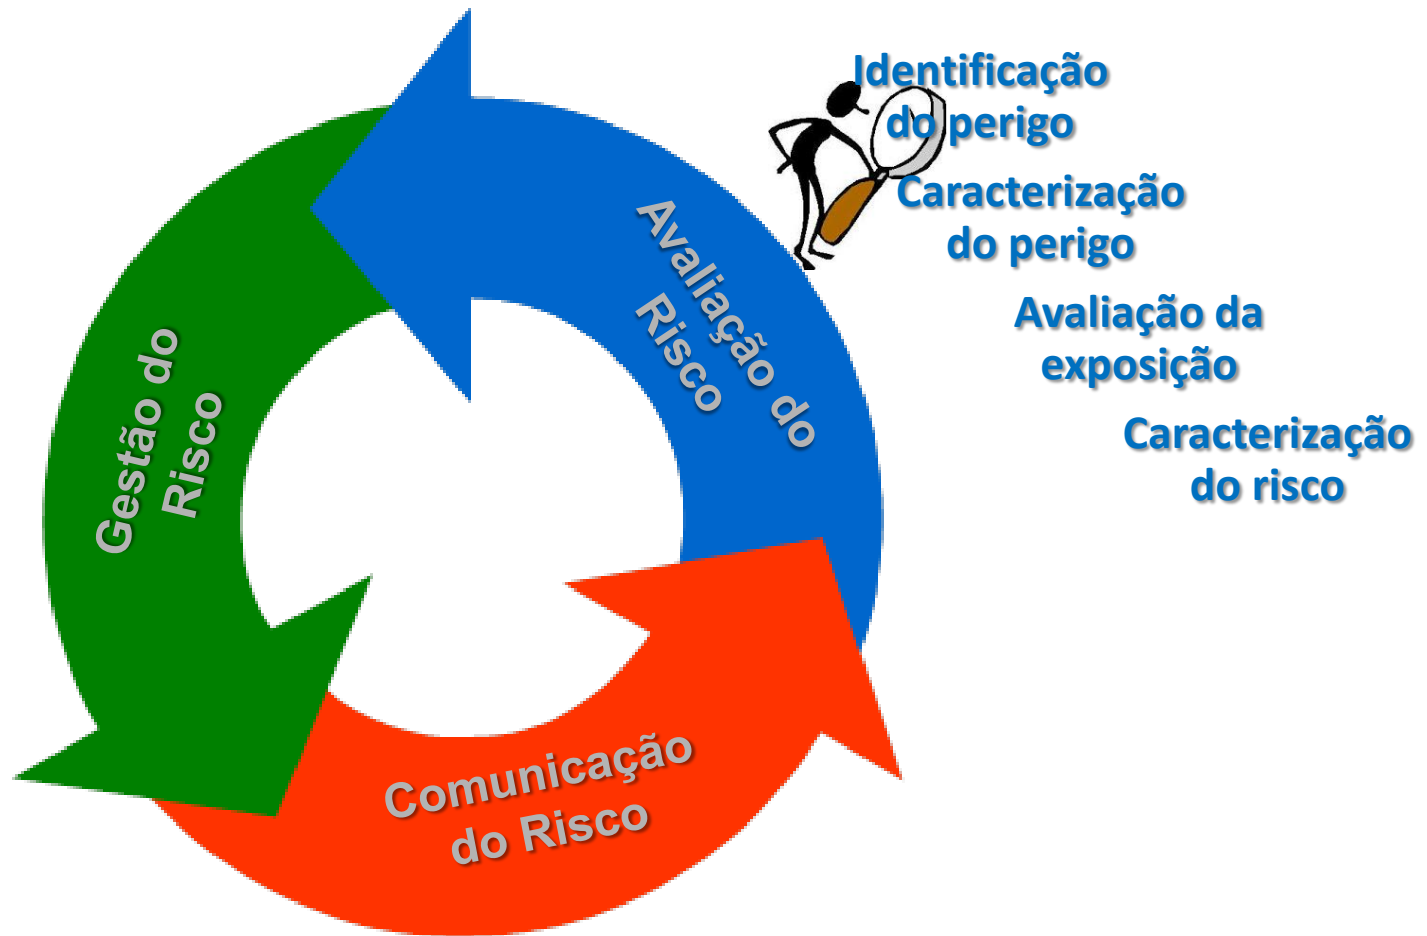 Identificação
do perigo
Caracterização
do perigo
Avaliação da
exposição
Caracterização
do risco
Avaliação do
Risco
Gestão do
Risco
Comunicação
do Risco